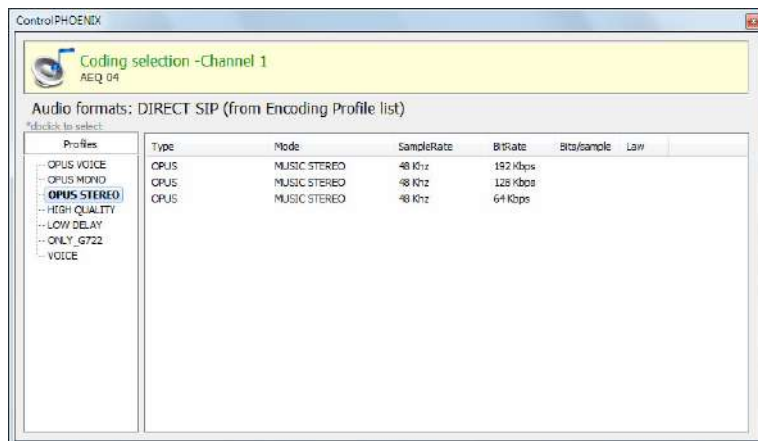 ControlPHOENIX
Coding selection -Channel 1
AEQ 04
Audio formats: DIRECT SIP (from Encoding Profile list)
*dbclick to select
Profiles
Type Mode SampleRate BitRate Bits/sample Law
OPUS VOICE
OPUS MONO
OPUS STEREO
HIGH QUALITY
LOW DELAY
ONLY_G722
VOICE
OPUS MUSIC STEREO 48 Khz 192 Kbps
OPUS MUSIC STEREO 48 Khz 128 Kbps
OPUS MUSIC STEREO 48 Khz 64 Kbps